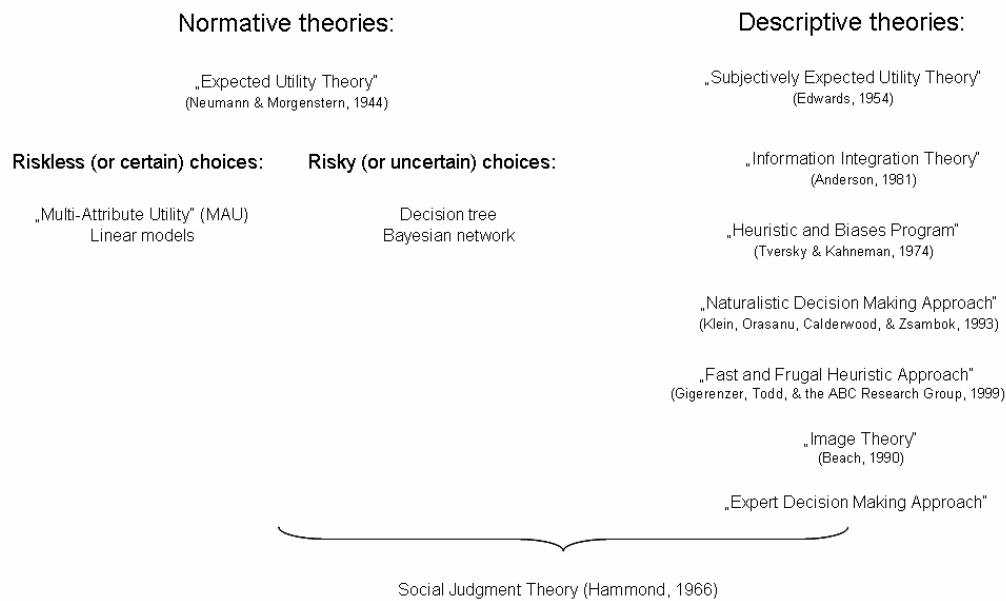 Normative theories:
„Expected Utility Theory"
(Neumann & Morgenstern, 1944)
Riskless (or certain) choices:
„Multi-Attribute Utility" (MAU)
Linear models
Risky (or uncertain) choices:
Decision tree
Bayesian network
Descriptive theories:
„Subjectively Expected Utility Theory"
(Edwards, 1954)
„Information Integration Theory"
(Anderson, 1981)
„Heuristic and Biases Program"
(Tversky & Kahneman, 1974)
„Naturalistic Decision Making Approach"
(Klein, Orasanu, Calderwood, & Zsambok, 1993)
„Fast and Frugal Heuristic Approach"
(Gigerenzer, Todd, & the ABC Research Group, 1999)
„Image Theory"
(Beach, 1990)
„Expert Decision Making Approach"
Social Judgment Theory (Hammond, 1966)